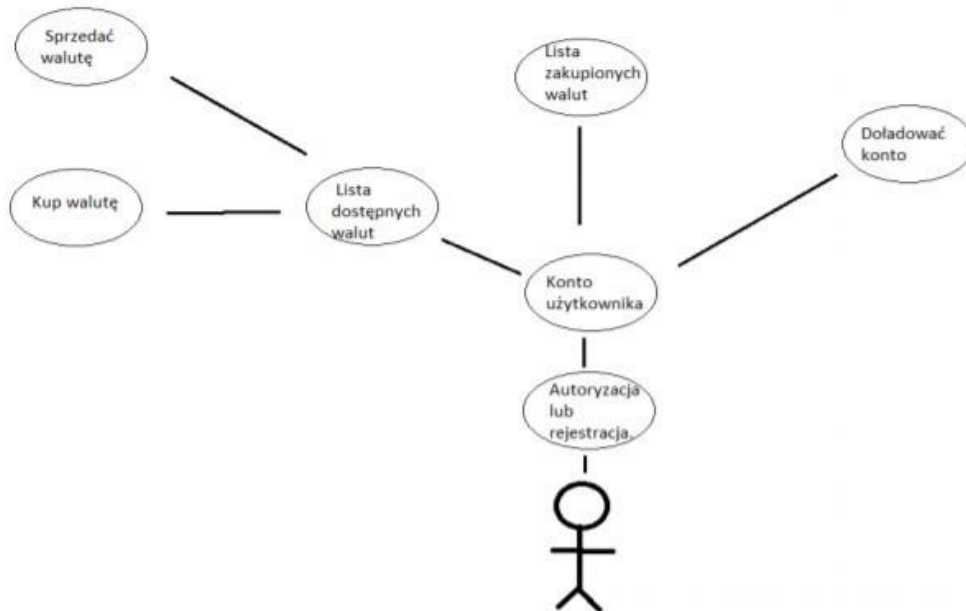 Sprzedać
walutę
Lista
zakupionych
walut
Doładować
konto
Kup walutę
Lista
dostępnych
walut
Konto
użytkownika
Autoryzacja
lub
rejestracja.